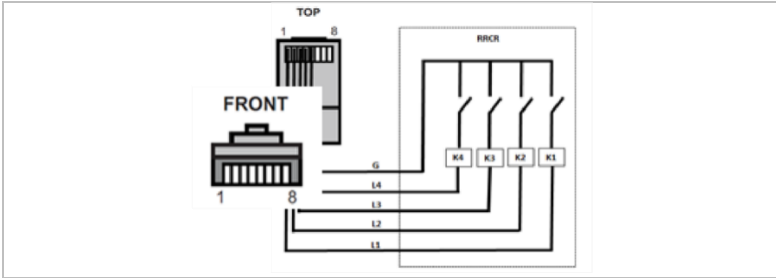 TOP
1 8
RRCR
FRONT
1 8
K4 K3 K2 K1
G
L4
L3
L2
L1